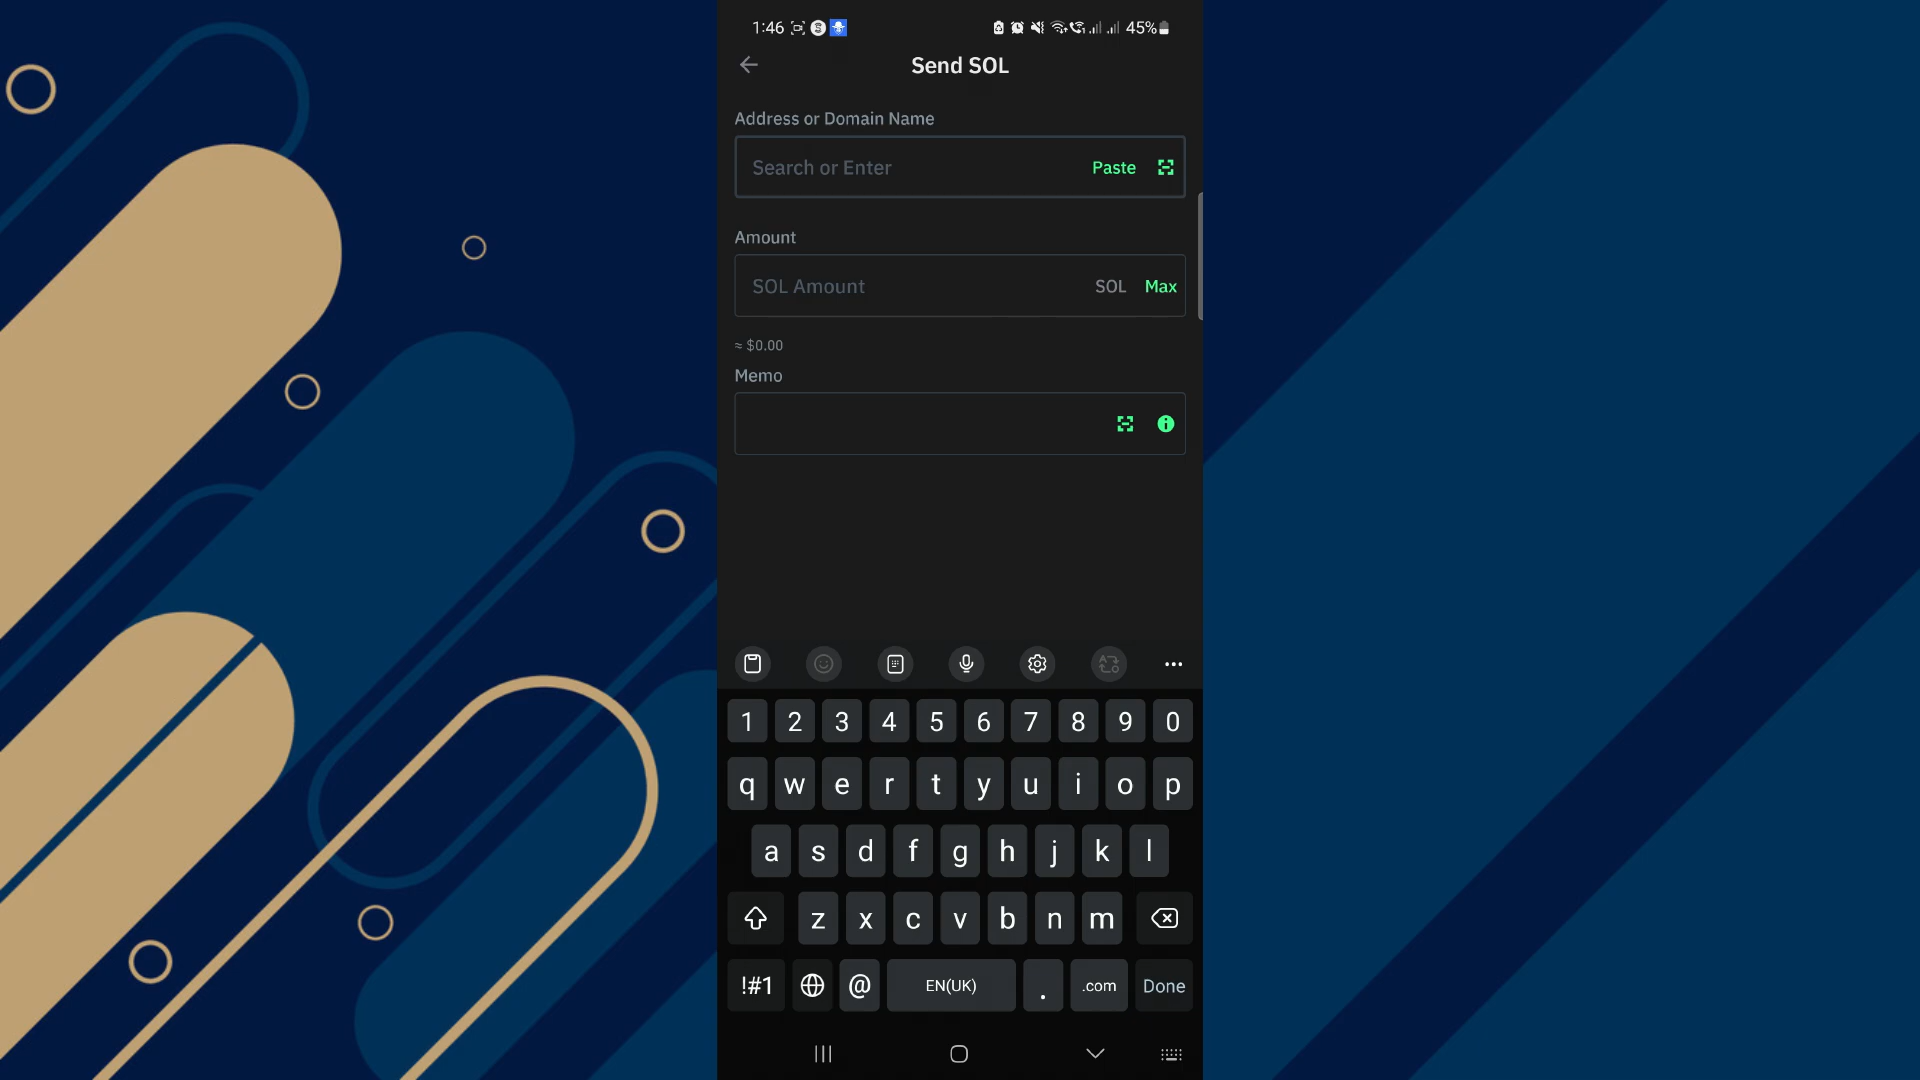 1:46 45%
Send SOL
Address or Domain Name
Search or Enter Paste
Amount
SOL Amount SOL Max
≈ $0.00
Memo
1 2 3 4 5 6 7 8 9 0
q w e r t y u i o p
a s d f g h j k l
z x c v b n m
!#1 @ EN(UK) . .com Done